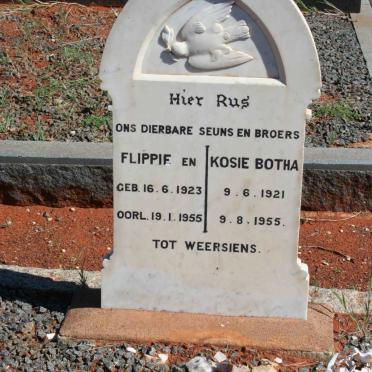 Hier Rus
ONS DIERBARE SEUNS EN BROERS
FLIPPIE EN KOSIE BOTHA
GEB. 16.6.1923 9.6.1921
OORL. 19.1.1955 9.8.1955.
TOT WEERSIENS.